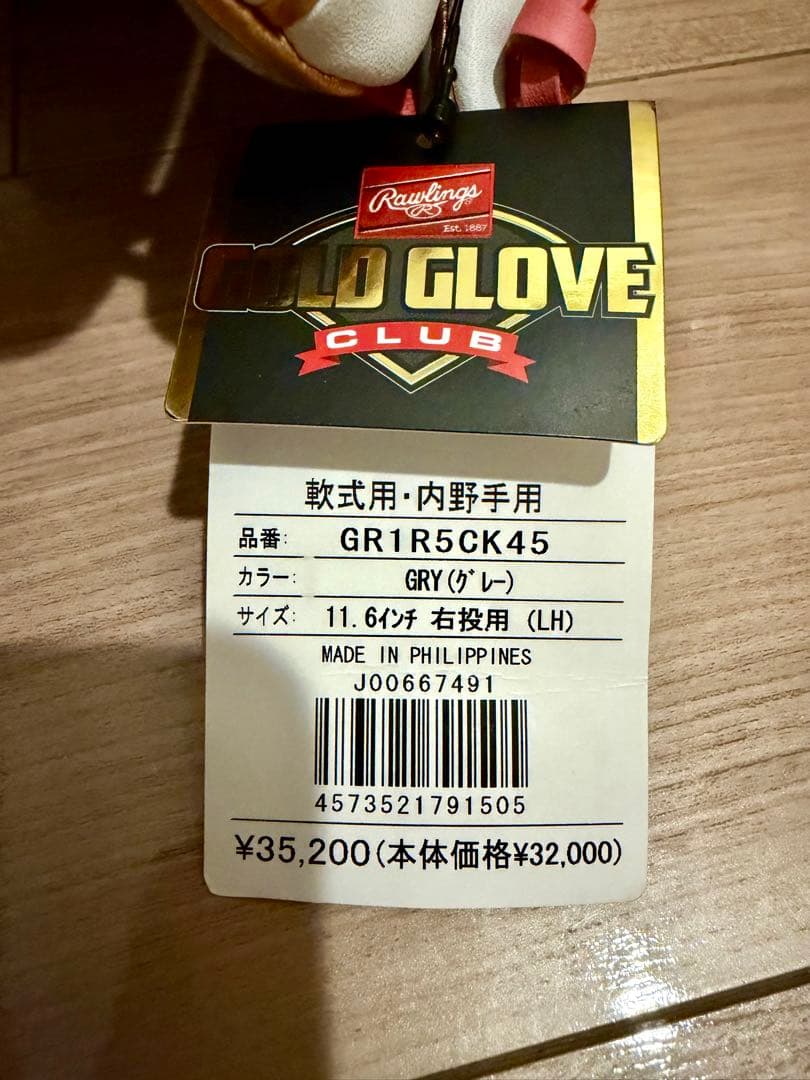 Rawlings
R
Est. 1887
GOLD GLOVE
CLUB
軟式用・内野手用
品番: GR1R5CK45
カラー: GRY(グレー)
サイズ: 11.6インチ 右投用 (LH)
MADE IN PHILIPPINES
J00667491
4573521791505
¥35,200(本体価格¥32,000)